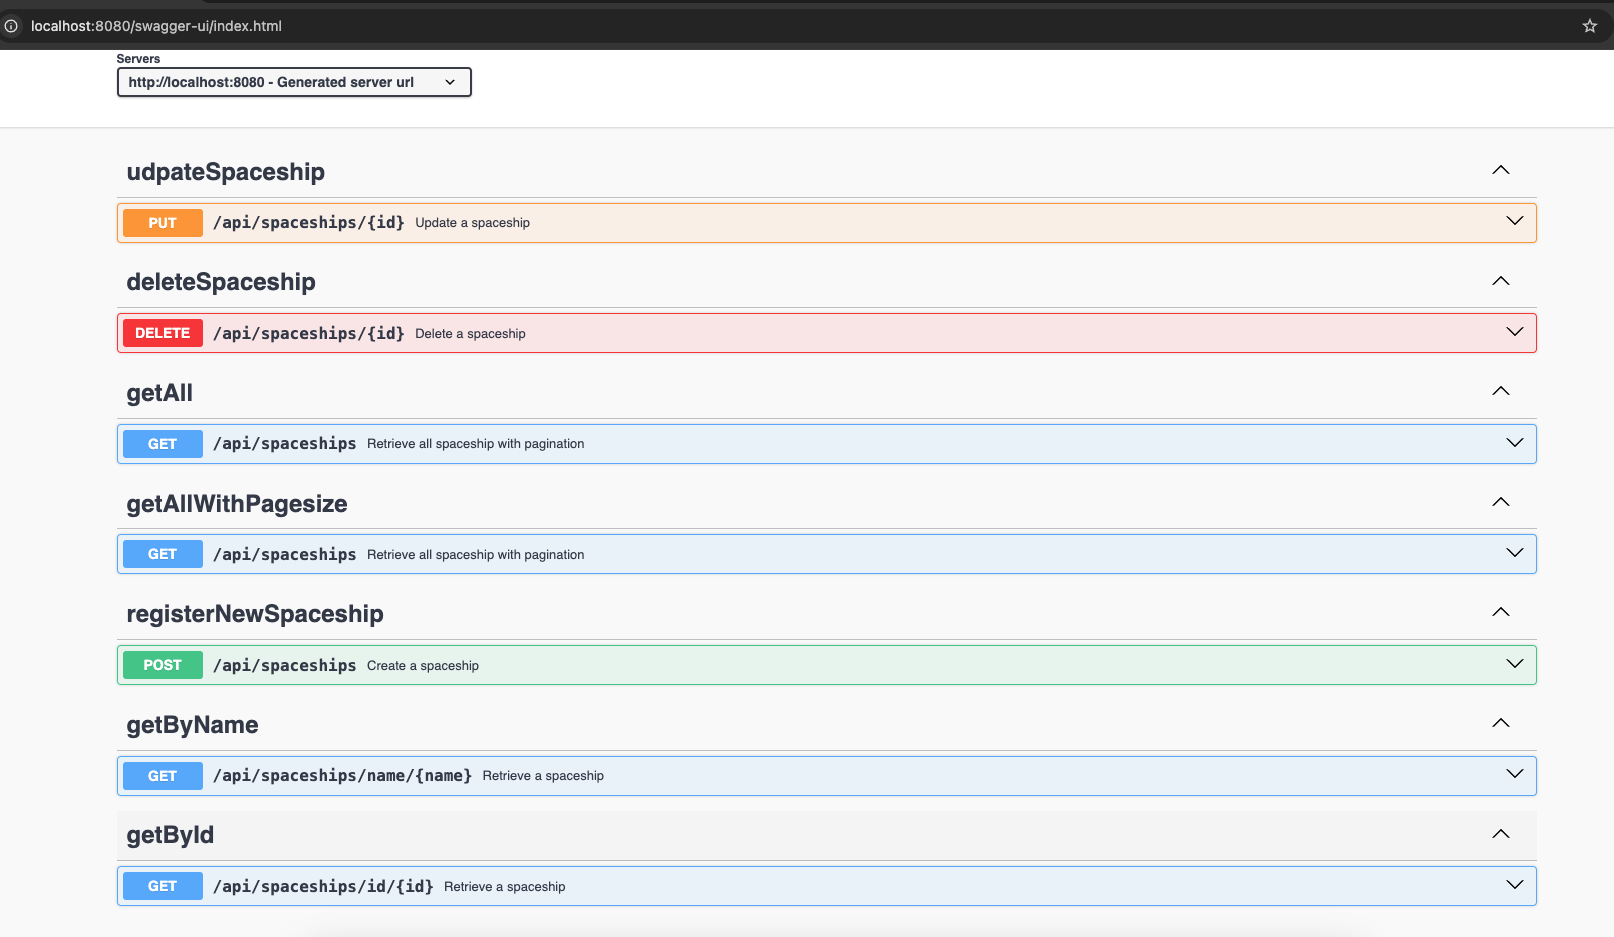 localhost:8080/swagger-ui/index.html
Servers
http://localhost:8080 - Generated server url
udpateSpaceship
PUT /api/spaceships/{id} Update a spaceship
deleteSpaceship
DELETE /api/spaceships/{id} Delete a spaceship
getAll
GET /api/spaceships Retrieve all spaceship with pagination
getAllWithPagesize
GET /api/spaceships Retrieve all spaceship with pagination
registerNewSpaceship
POST /api/spaceships Create a spaceship
getByName
GET /api/spaceships/name/{name} Retrieve a spaceship
getById
GET /api/spaceships/id/{id} Retrieve a spaceship